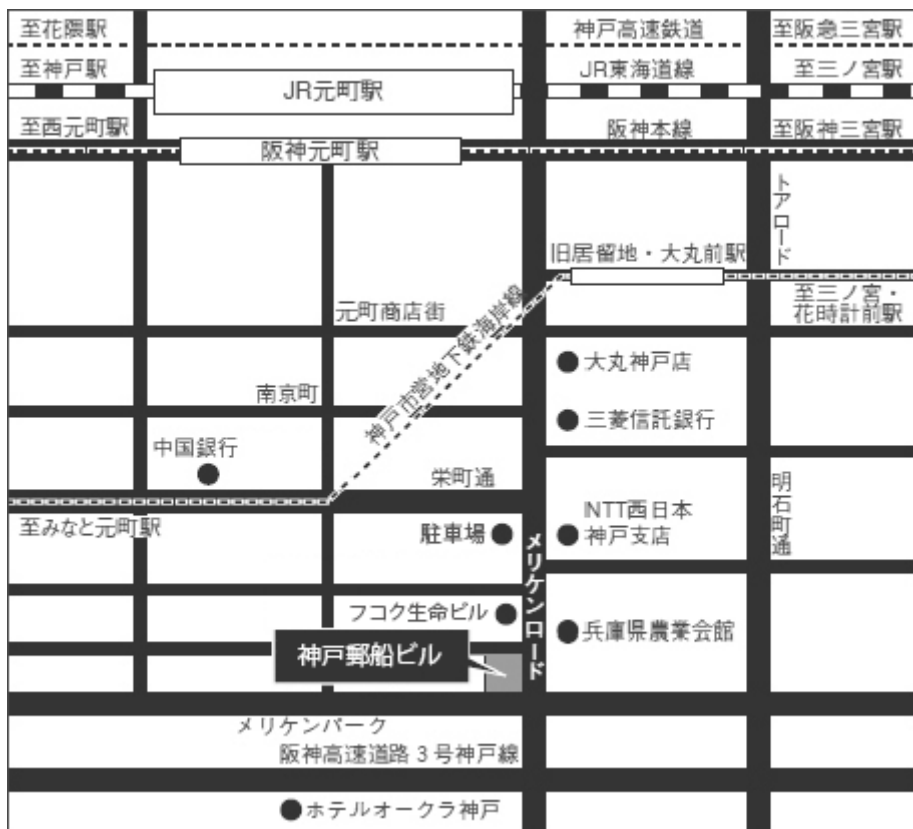 至花隈駅
神戸高速鉄道
至阪急三宮駅
至神戸駅
JR元町駅
JR東海道線
至三ノ宮駅
至西元町駅
阪神元町駅
阪神本線
至阪神三宮駅
トアロード
旧居留地・大丸前駅
至三ノ宮・
花時計前駅
元町商店街
神戸市営地下鉄海岸線
大丸神戸店
南京町
三菱信託銀行
中国銀行
栄町通
明石町通
至みなと元町駅
駐車場
メリケンロード
NTT西日本
神戸支店
フコク生命ビル
兵庫県農業会館
神戸郵船ビル
メリケンパーク
阪神高速道路3号神戸線
ホテルオークラ神戸